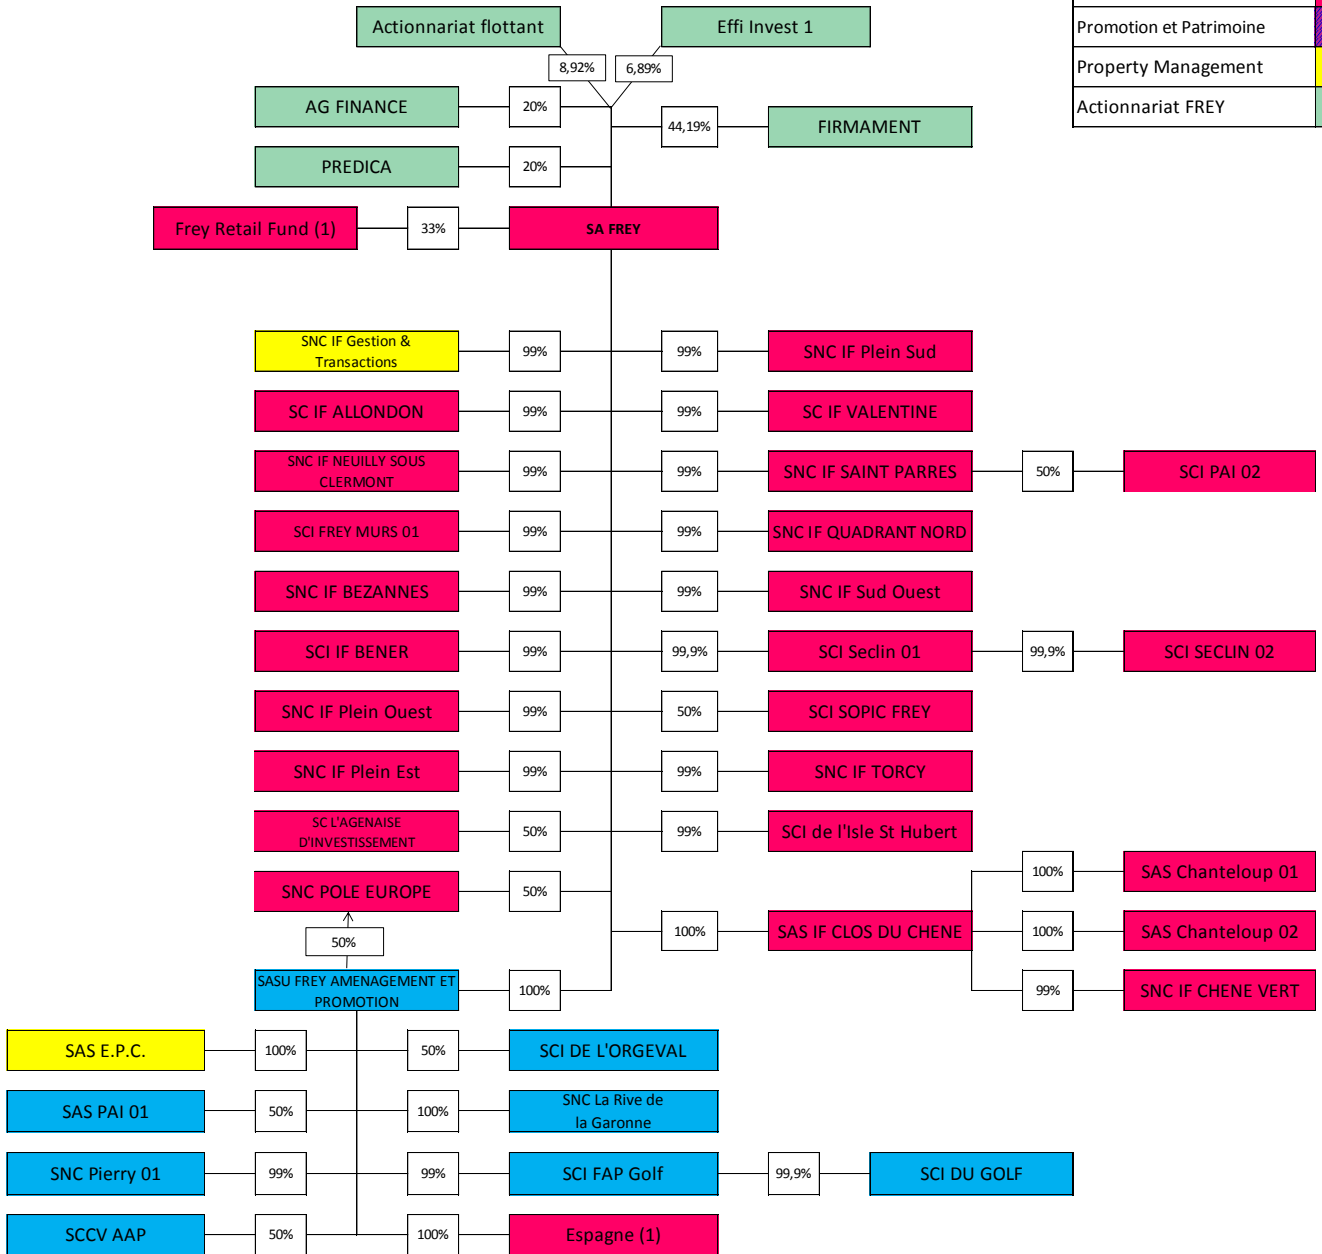 Actionnariat flottant
Effi Invest 1
Promotion et Patrimoine
8,92%
6,89%
Property Management
AG FINANCE
20%
44,19%
FIRMAMENT
Actionnariat FREY
PREDICA
20%
Frey Retail Fund (1)
33%
SA FREY
SNC IF Gestion &
Transactions
99%
99%
SNC IF Plein Sud
SC IF ALLONDON
99%
99%
SC IF VALENTINE
SNC IF NEUILLY SOUS
CLERMONT
99%
99%
SNC IF SAINT PARRES
50%
SCI PAI 02
SCI FREY MURS 01
99%
99%
SNC IF QUADRANT NORD
SNC IF BEZANNES
99%
99%
SNC IF Sud Ouest
SCI IF BENER
99%
99,9%
SCI Seclin 01
99,9%
SCI SECLIN 02
SNC IF Plein Ouest
99%
50%
SCI SOPIC FREY
SNC IF Plein Est
99%
99%
SNC IF TORCY
SC L'AGENAISE
D'INVESTISSEMENT
50%
99%
SCI de l'Isle St Hubert
100%
SAS Chanteloup 01
SNC POLE EUROPE
50%
50%
100%
SAS IF CLOS DU CHENE
100%
SAS Chanteloup 02
SASU FREY AMENAGEMENT ET
PROMOTION
100%
99%
SNC IF CHENE VERT
SAS E.P.C.
100%
50%
SCI DE L'ORGEVAL
SAS PAI 01
50%
100%
SNC La Rive de
la Garonne
SNC Pierry 01
99%
99%
SCI FAP Golf
99,9%
SCI DU GOLF
SCCV AAP
50%
100%
Espagne (1)